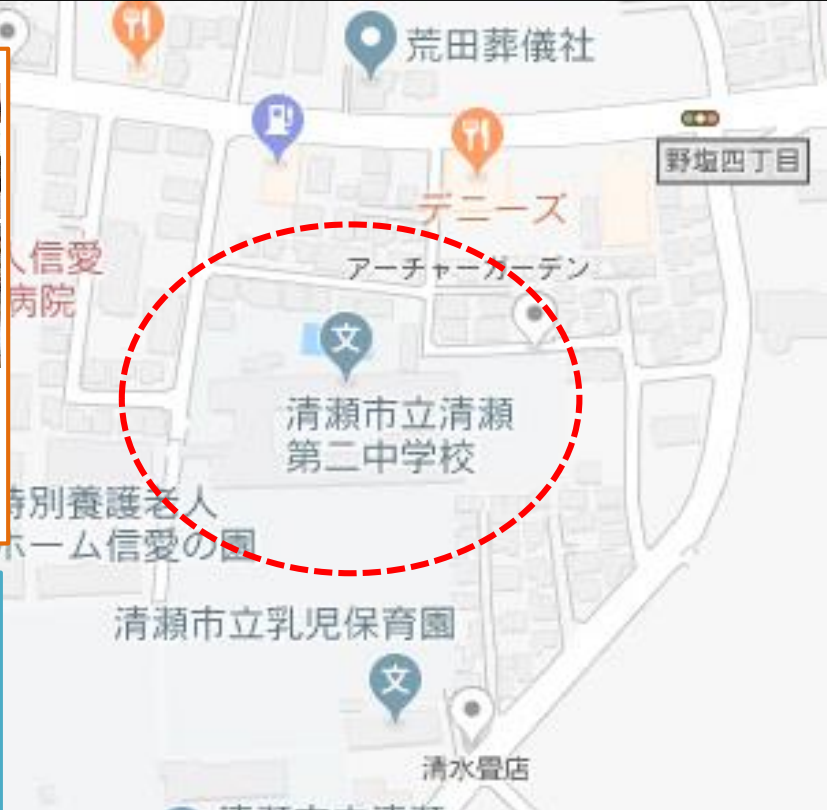 荒田葬儀社
野塩四丁目
デニーズ
信愛
病院
アーチャーガーデン
文
清瀬市立清瀬
第二中学校
特別養護老人
ホーム信愛の園
清瀬市立乳児保育園
文
清水畳店